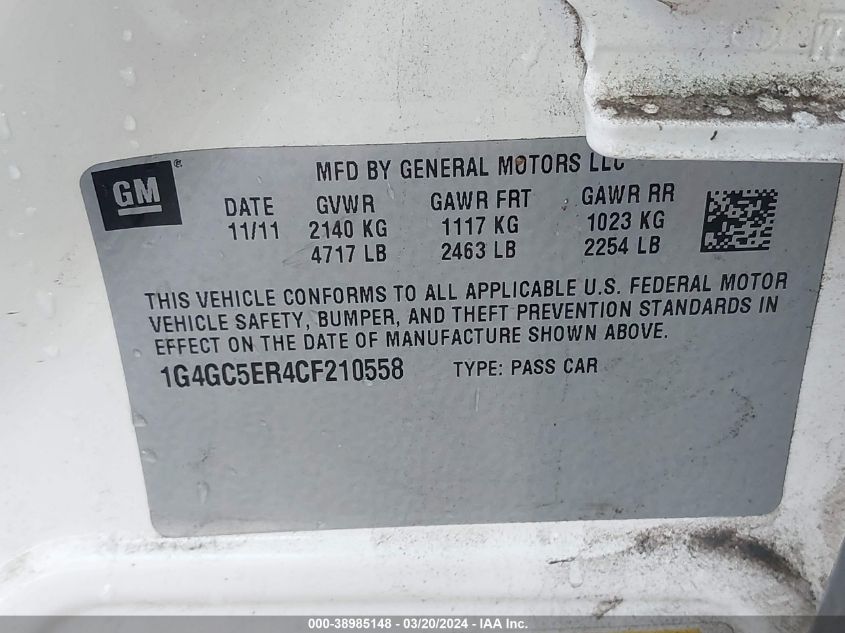 GM®
MFD BY GENERAL MOTORS LLC
DATE GVWR GAWR FRT GAWR RR
11/11 2140 KG 1117 KG 1023 KG
4717 LB 2463 LB 2254 LB
THIS VEHICLE CONFORMS TO ALL APPLICABLE U.S. FEDERAL MOTOR
VEHICLE SAFETY, BUMPER, AND THEFT PREVENTION STANDARDS IN
EFFECT ON THE DATE OF MANUFACTURE SHOWN ABOVE.
1G4GC5ER4CF210558 TYPE: PASS CAR
000-38985148 - 03/20/2024 - IAA Inc.